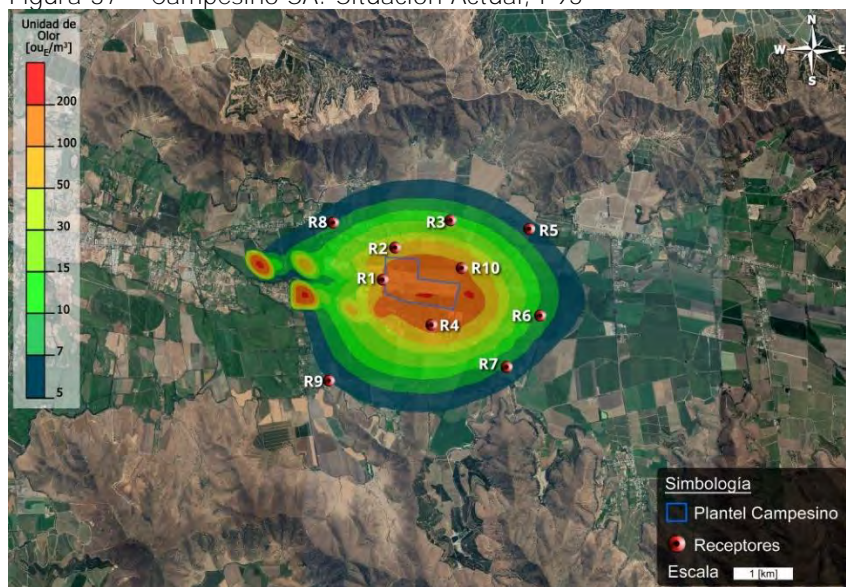 Unidad de
Olor
[ou_E/m³]
200
100
50
30
15
10
7
5
N
W E
S
R8
R3
R5
R2
R10
R1
R6
R4
R7
R9
Simbología
Plantel Campesino
Receptores
Escala 1 [km]